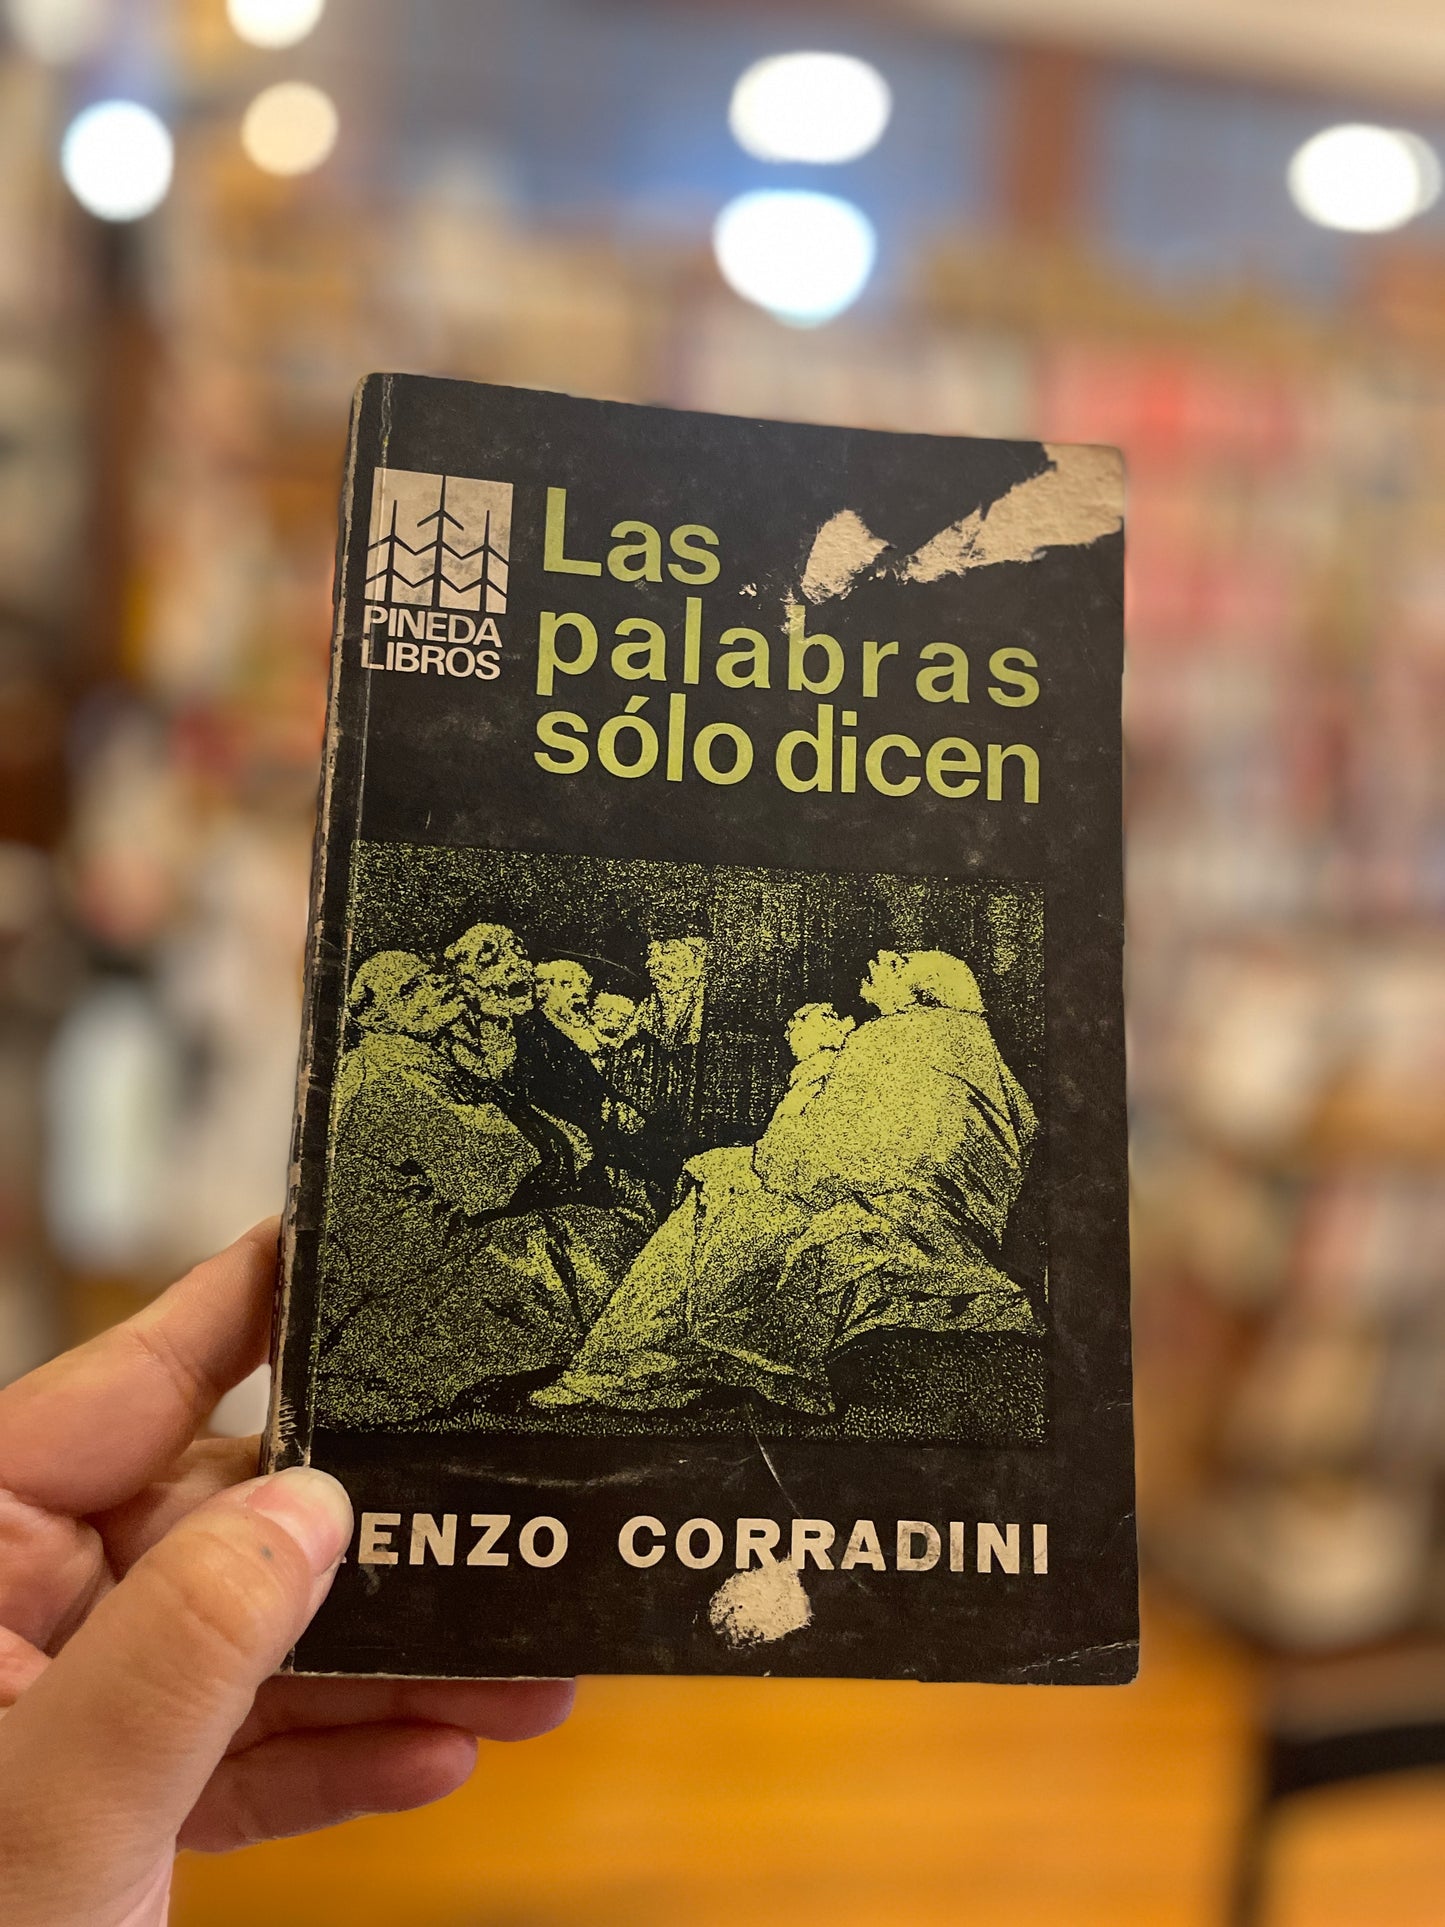 PINEDA
LIBROS
Las
palabras
sólo dicen
ENZO CORRADINI